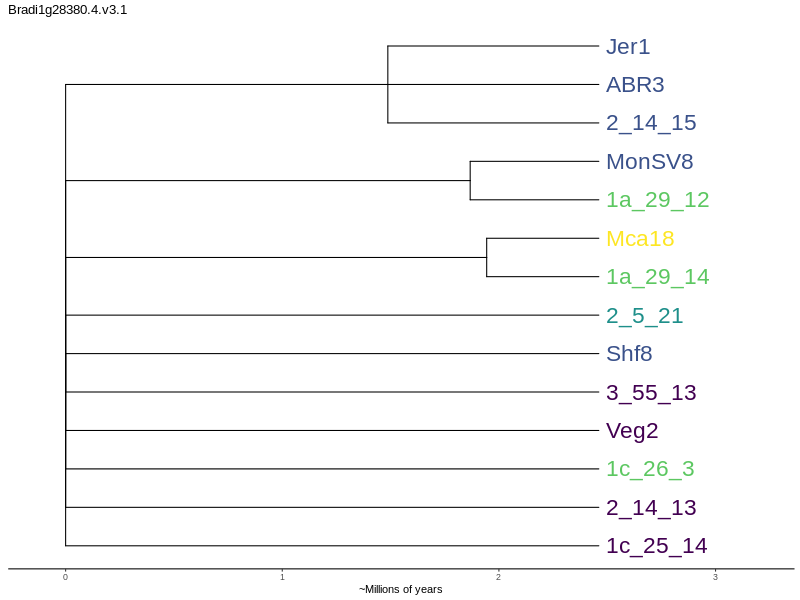 Bradi1g28380.4.v3.1
Jer1
ABR3
2_14_15
MonSV8
1a_29_12
Mca18
1a_29_14
2_5_21
Shf8
3_55_13
Veg2
1c_26_3
2_14_13
1c_25_14
0 1 2 3
~Millions of years